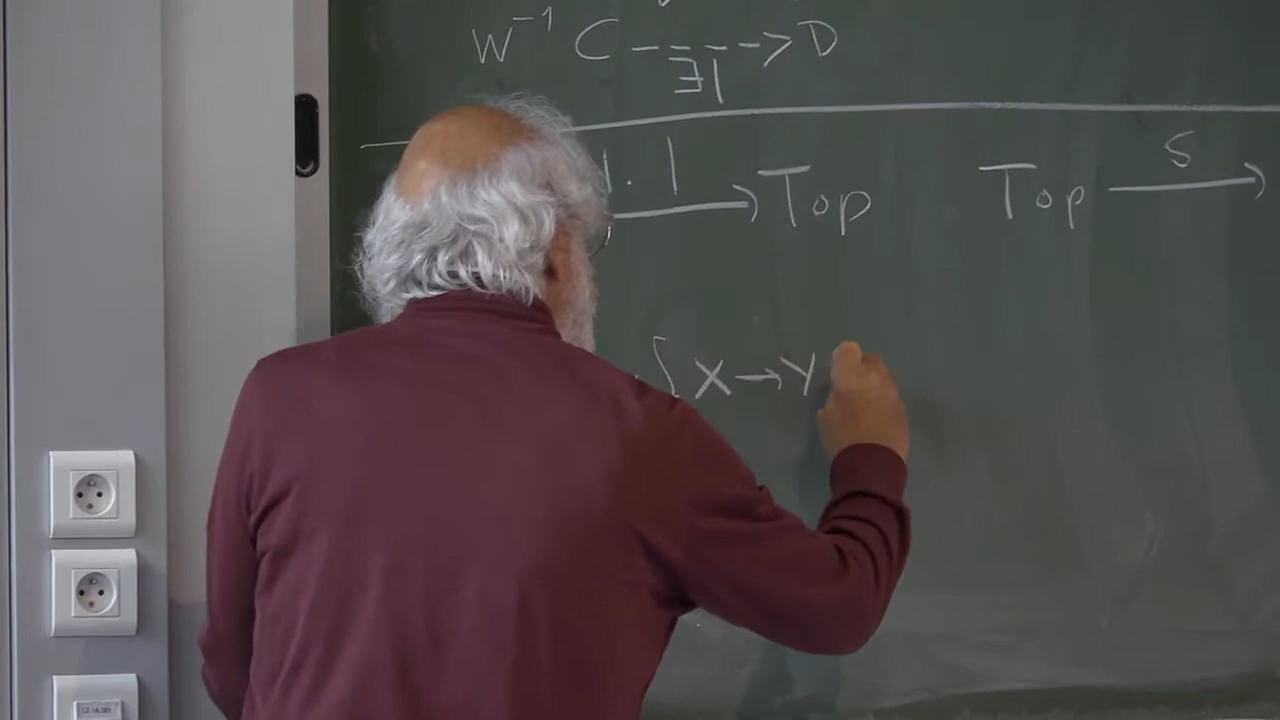 W⁻¹ C ---> D
∃|
|.| → Top Top —S→
{X → Y